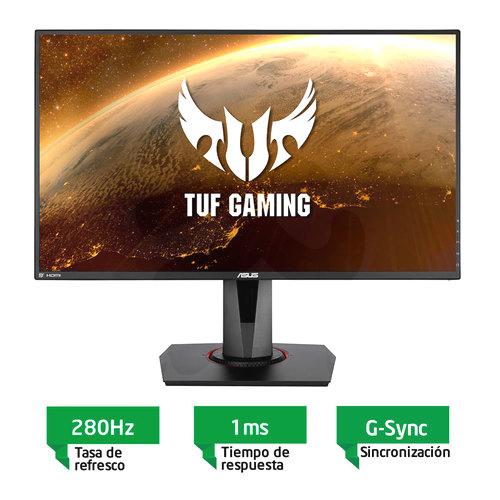 TUF GAMING
HDMI
ASUS
280Hz
Tasa de
refresco
1ms
Tiempo de
respuesta
G-Sync
Sincronización